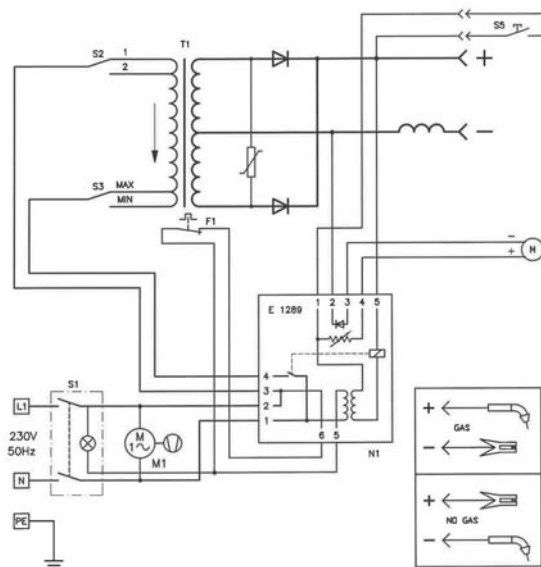 S5
S2
1
2
T1
+
−
S3
MAX
MIN
F1
−
+
M
1 2 3 4 5
E 1289
4
3
2
1
6 5
N1
S1
L1
230V
50Hz
N
M
1~
M1
PE
+
GAS
−
+
NO GAS
−